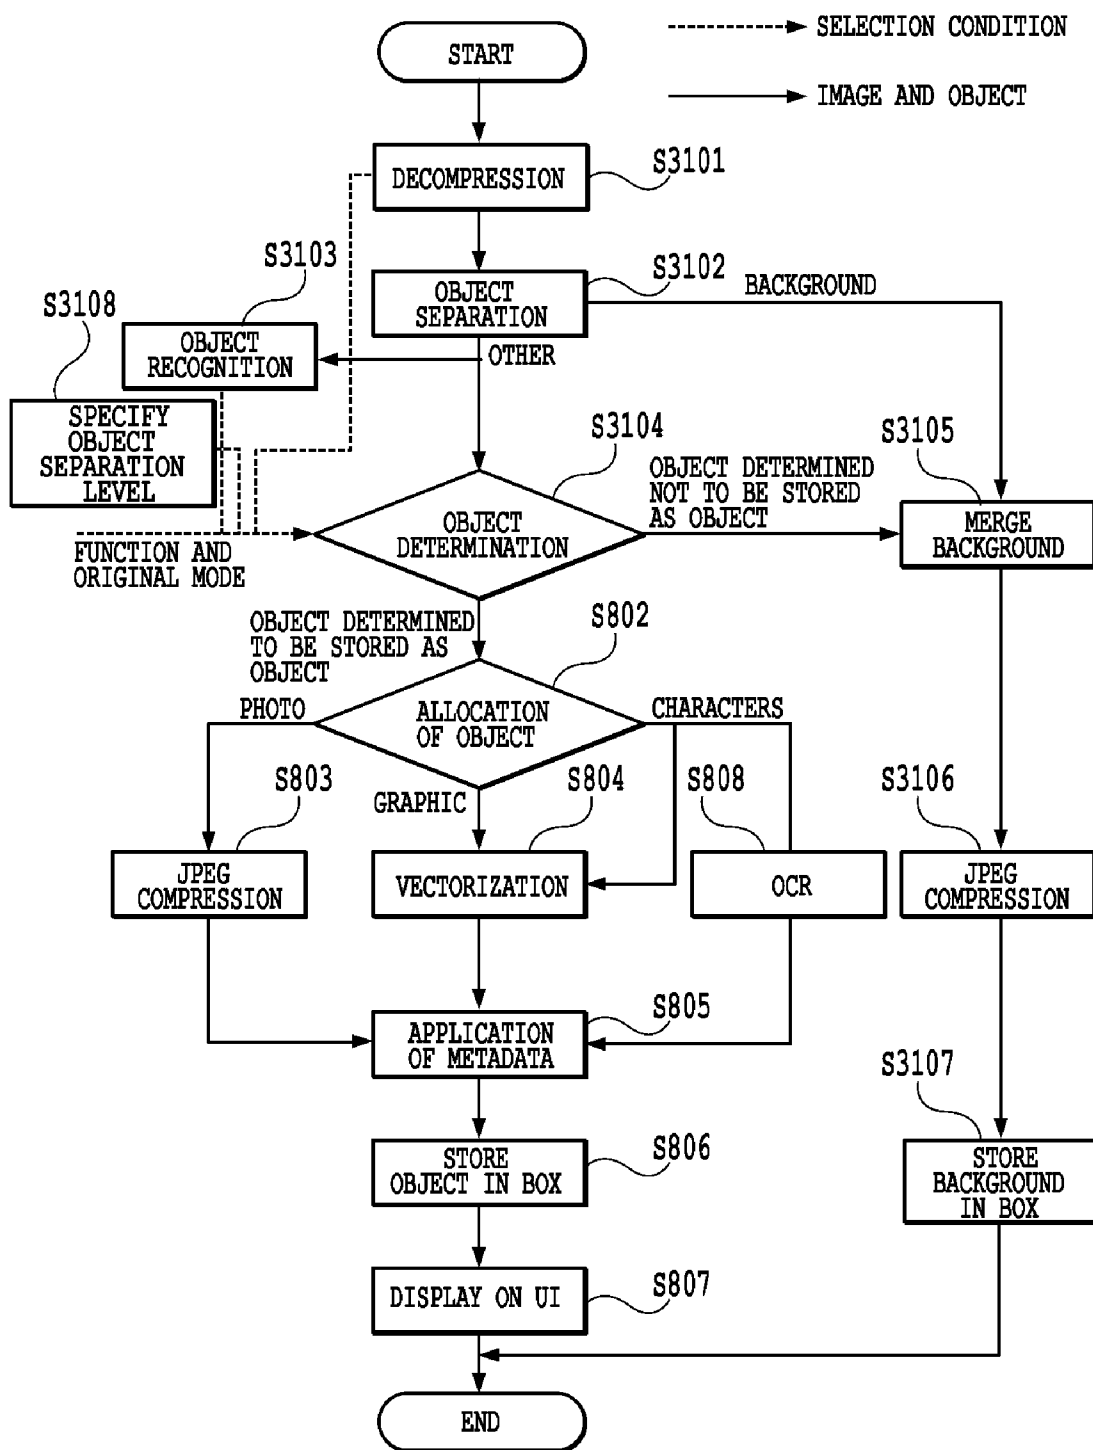 START
SELECTION CONDITION
IMAGE AND OBJECT
DECOMPRESSION
S3101
S3103
S3108
OBJECT
SEPARATION
S3102
BACKGROUND
OBJECT
RECOGNITION
OTHER
SPECIFY
OBJECT
SEPARATION
LEVEL
S3104
S3105
OBJECT DETERMINED
NOT TO BE STORED
AS OBJECT
OBJECT
DETERMINATION
MERGE
BACKGROUND
FUNCTION AND
ORIGINAL MODE
OBJECT DETERMINED
TO BE STORED AS
OBJECT
S802
PHOTO
ALLOCATION
OF OBJECT
CHARACTERS
S803
GRAPHIC
S804
S808
S3106
JPEG
COMPRESSION
VECTORIZATION
OCR
JPEG
COMPRESSION
S805
APPLICATION
OF METADATA
S3107
STORE
OBJECT IN BOX
S806
STORE
BACKGROUND
IN BOX
DISPLAY ON UI
S807
END